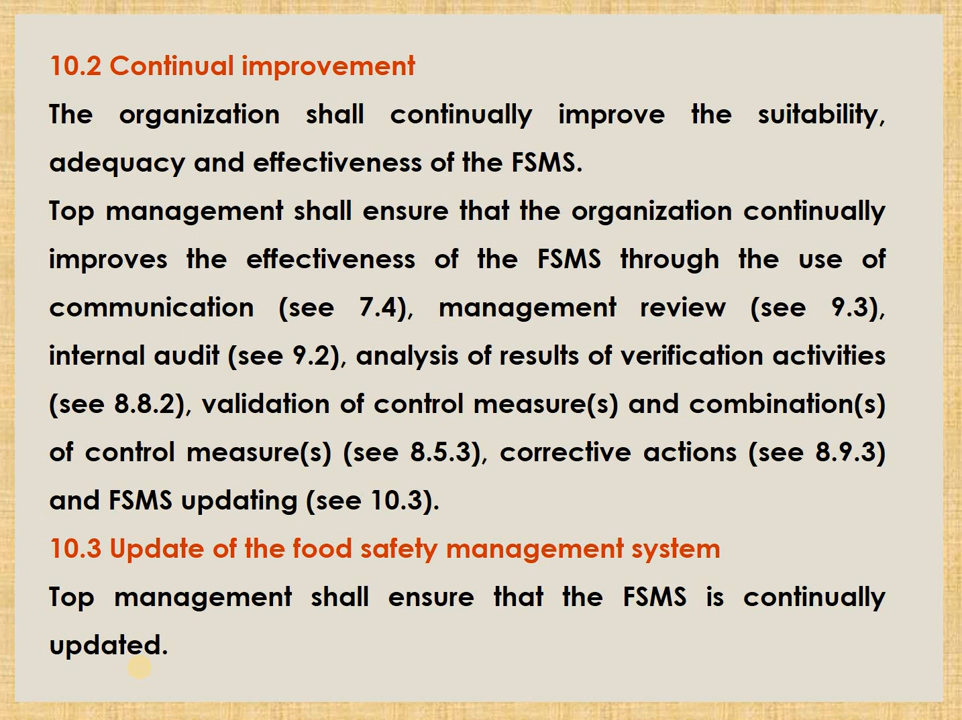 10.2 Continual improvement
The organization shall continually improve the suitability,
adequacy and effectiveness of the FSMS.
Top management shall ensure that the organization continually
improves the effectiveness of the FSMS through the use of
communication (see 7.4), management review (see 9.3),
internal audit (see 9.2), analysis of results of verification activities
(see 8.8.2), validation of control measure(s) and combination(s)
of control measure(s) (see 8.5.3), corrective actions (see 8.9.3)
and FSMS updating (see 10.3).
10.3 Update of the food safety management system
Top management shall ensure that the FSMS is continually
updated.